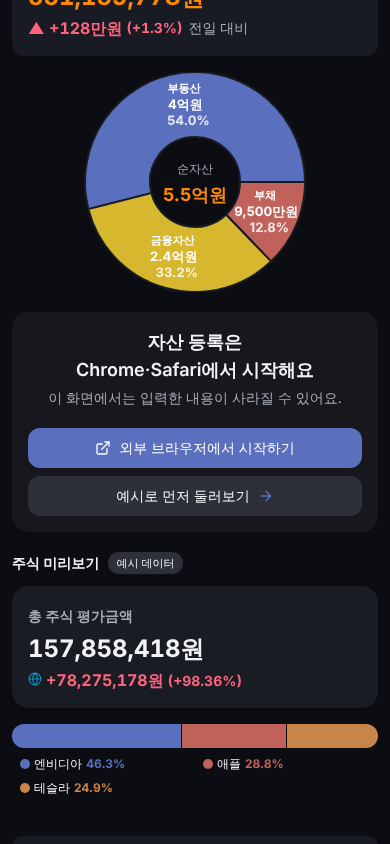 ▲ +128만원 (+1.3%) 전일 대비
부동산
4억원
54.0%
순자산
5.5억원
부채
9,500만원
12.8%
금융자산
2.4억원
33.2%
자산 등록은
Chrome·Safari에서 시작해요
이 화면에서는 입력한 내용이 사라질 수 있어요.
외부 브라우저에서 시작하기
예시로 먼저 둘러보기 →
주식 미리보기 예시 데이터
총 주식 평가금액
157,858,418원
+78,275,178원 (+98.36%)
엔비디아 46.3% 애플 28.8%
테슬라 24.9%